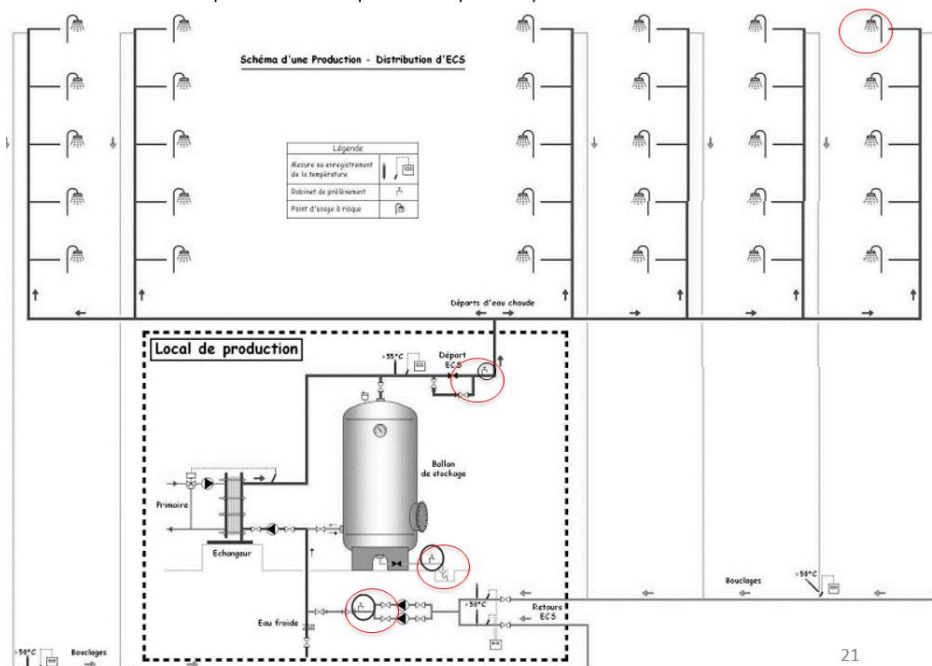 Schéma d'une Production - Distribution d'ECS
Légende
Mesure ou enregistrement
de la température
Robinet de prélèvement
Point d'usage à risque
Départs d'eau chaude
Local de production
>55°C
Départ
ECS
Ballon
de stockage
Primaire
Echangeur
>50°C
Bouclages
>50°C
Retours
ECS
Eau froide
>50°C
Bouclages
21